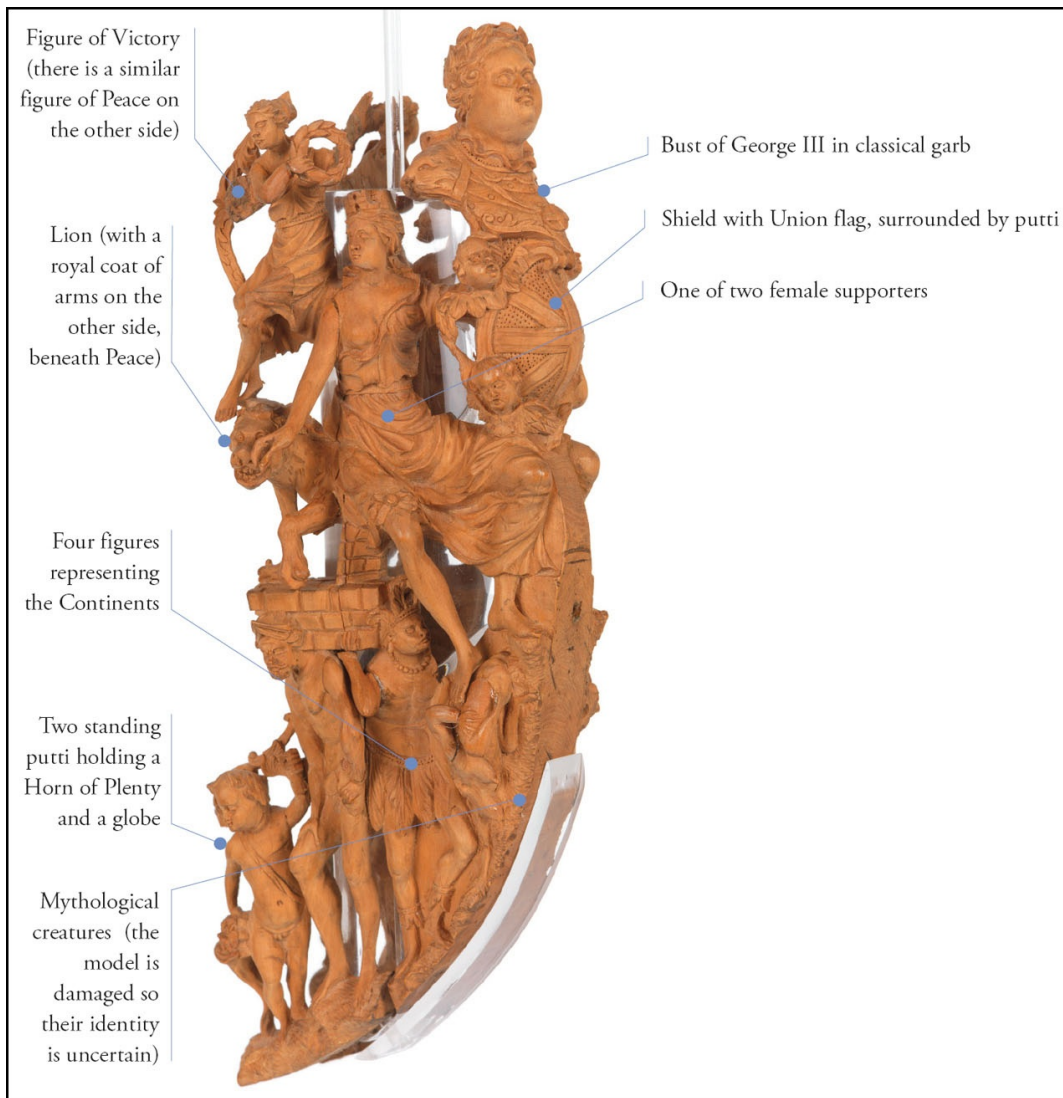 Figure of Victory
(there is a similar
figure of Peace on
the other side)
Lion (with a
royal coat of
arms on the
other side,
beneath Peace)
Four figures
representing
the Continents
Two standing
putti holding a
Horn of Plenty
and a globe
Mythological
creatures (the
model is
damaged so
their identity
is uncertain)
Bust of George III in classical garb
Shield with Union flag, surrounded by putti
One of two female supporters